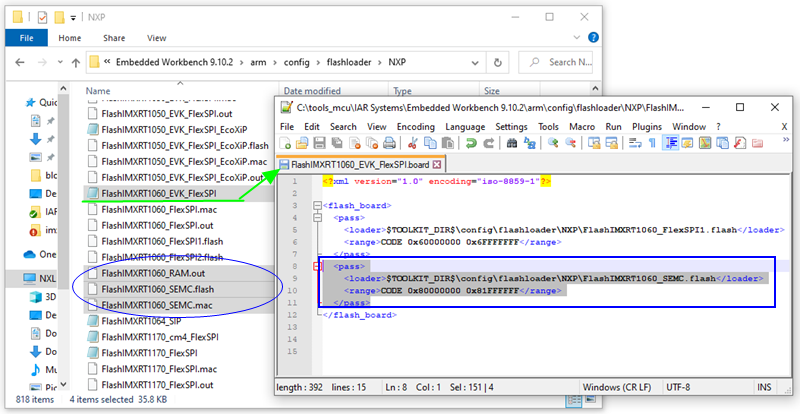 NXP
File
Home
Share
View
Embedded Workbench 9.10.2 › arm › config › flashloader › NXP
Search N...
Quick
blo
De
IAR
imx
One
NXL
3D
De
Do
Do
Mu
Pic
Name
Date modified
FlashIMXRT1050_EVK_FlexSPI.out
FlashIMXRT1050_EVK_FlexSPI_EcoXiP
FlashIMXRT1050_EVK_FlexSPI_EcoXiP.flash
FlashIMXRT1050_EVK_FlexSPI_EcoXiP.mac
FlashIMXRT1050_EVK_FlexSPI_EcoXiP.out
FlashIMXRT1060_EVK_FlexSPI
FlashIMXRT1060_FlexSPI.mac
FlashIMXRT1060_FlexSPI.out
FlashIMXRT1060_FlexSPI1.flash
FlashIMXRT1060_FlexSPI2.flash
FlashIMXRT1060_RAM.out
FlashIMXRT1060_SEMC.flash
FlashIMXRT1060_SEMC.mac
FlashIMXRT1064_SIP
FlashIMXRT1170_cm4_FlexSPI
FlashIMXRT1170_FlexSPI
FlashIMXRT1170_FlexSPI.mac
FlashIMXRT1170_FlexSPI.out
818 items
4 items selected 35.8 KB
C:\tools_mcu\IAR Systems\Embedded Workbench 9.10.2\arm\config\flashloader\NXP\FlashIM...
File Edit Search View Encoding Language Settings Tools Macro Run Plugins Window ?
FlashIMXRT1060_EVK_FlexSPI.board
1 <?xml version="1.0" encoding="iso-8859-1"?>
2
3 <flash_board>
4 <pass>
5 <loader>$TOOLKIT_DIR$\config\flashloader\NXP\FlashIMXRT1060_FlexSPI1.flash</loader>
6 <range>CODE 0x60000000 0x6FFFFFFF</range>
7 </pass>
8 <pass>
9 <loader>$TOOLKIT_DIR$\config\flashloader\NXP\FlashIMXRT1060_SEMC.flash</loader>
10 <range>CODE 0x80000000 0x81FFFFFF</range>
11 </pass>
12 </flash_board>
13
14
15
length : 392 lines : 15
Ln : 8 Col : 1 Sel : 151 | 4
Windows (CR LF)
UTF-8
INS